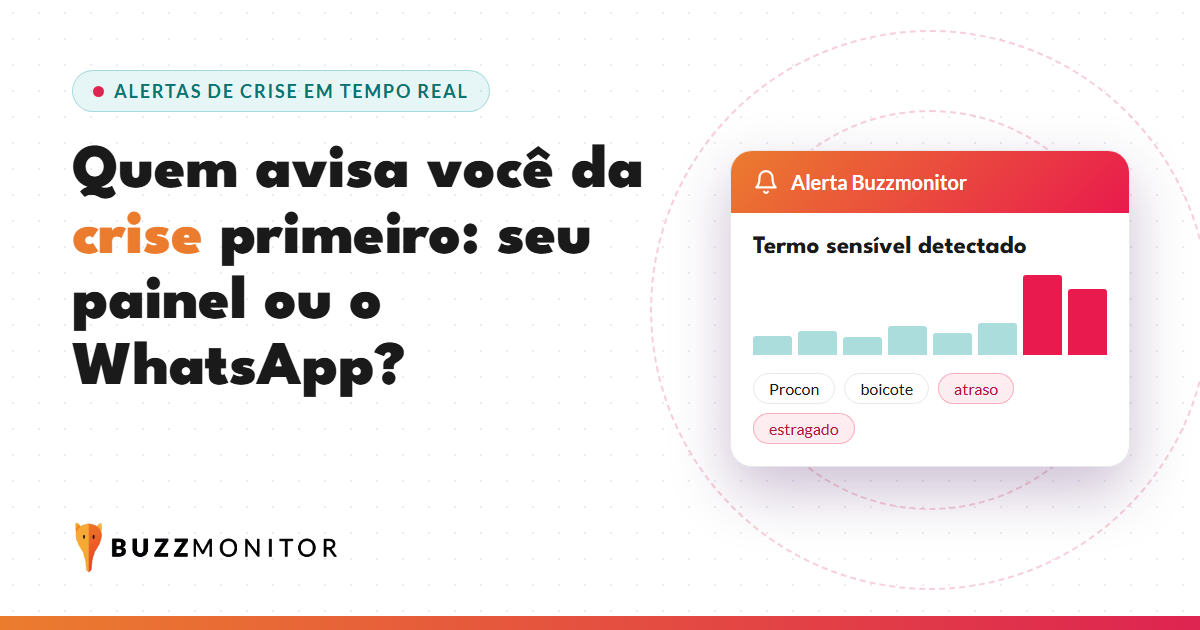 ALERTAS DE CRISE EM TEMPO REAL
Quem avisa você da
crise primeiro: seu
painel ou o
WhatsApp?
Alerta Buzzmonitor
Termo sensível detectado
Procon boicote atraso
estragado
BUZZMONITOR